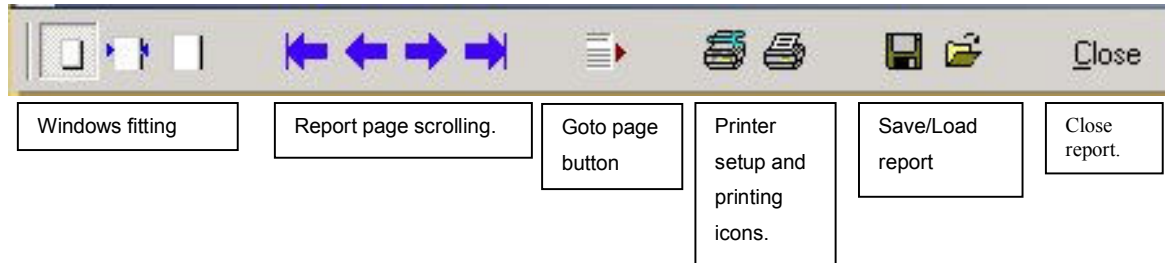 Close
Windows fitting
Report page scrolling.
Goto page
button
Printer
setup and
printing
icons.
Save/Load
report
Close
report.